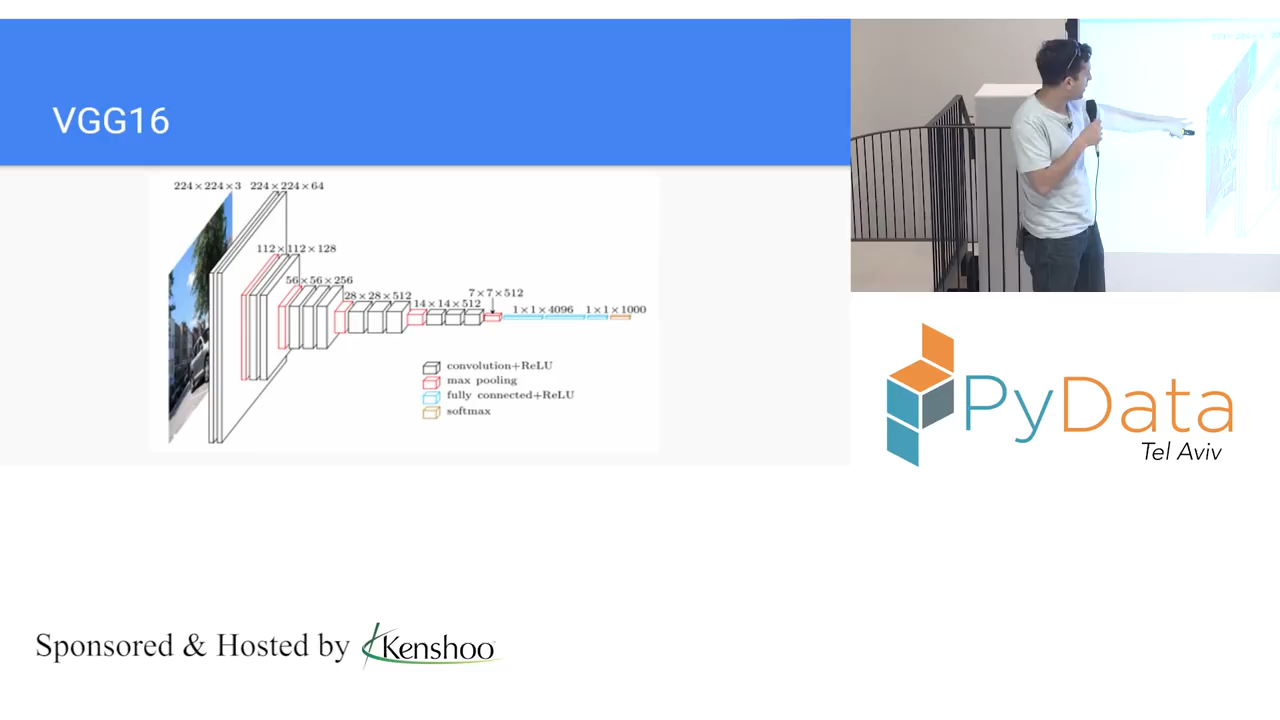 VGG16
224×224×3 224×224×64
112×112×128
56×56×256
28×28×512
14×14×512
7×7×512
1×1×4096 1×1×1000
convolution+ReLU
max pooling
fully connected+ReLU
softmax
PyData
Tel Aviv
Sponsored & Hosted by Kenshoo